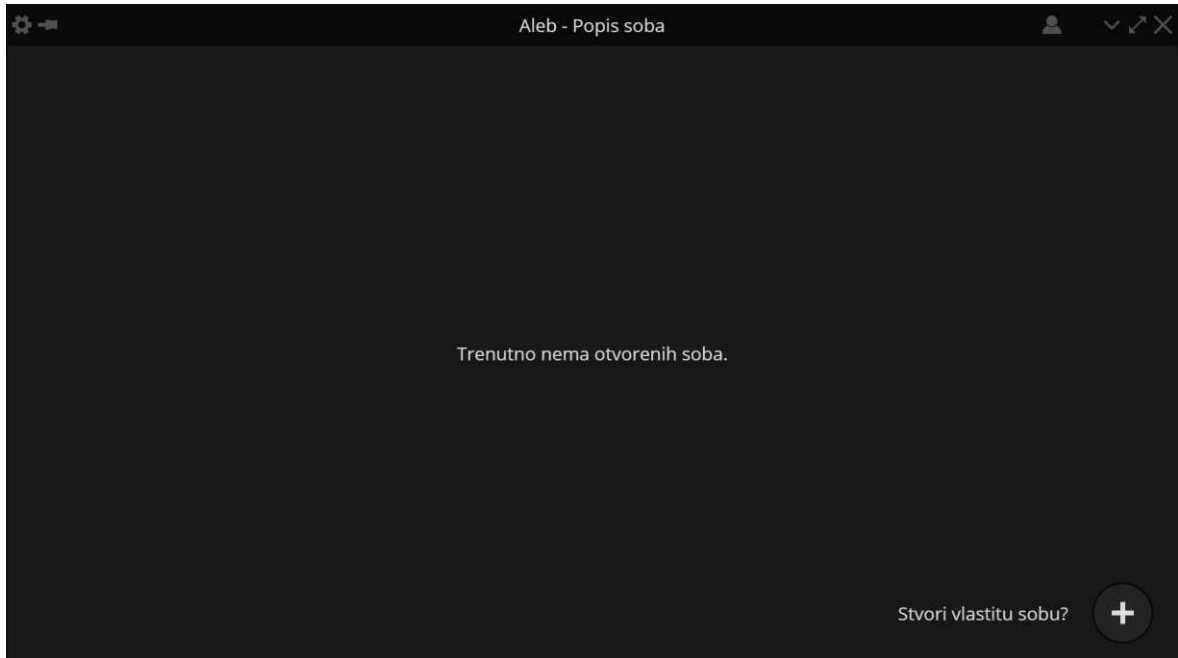 Aleb - Popis soba
Trenutno nema otvorenih soba.
Stvori vlastitu sobu?